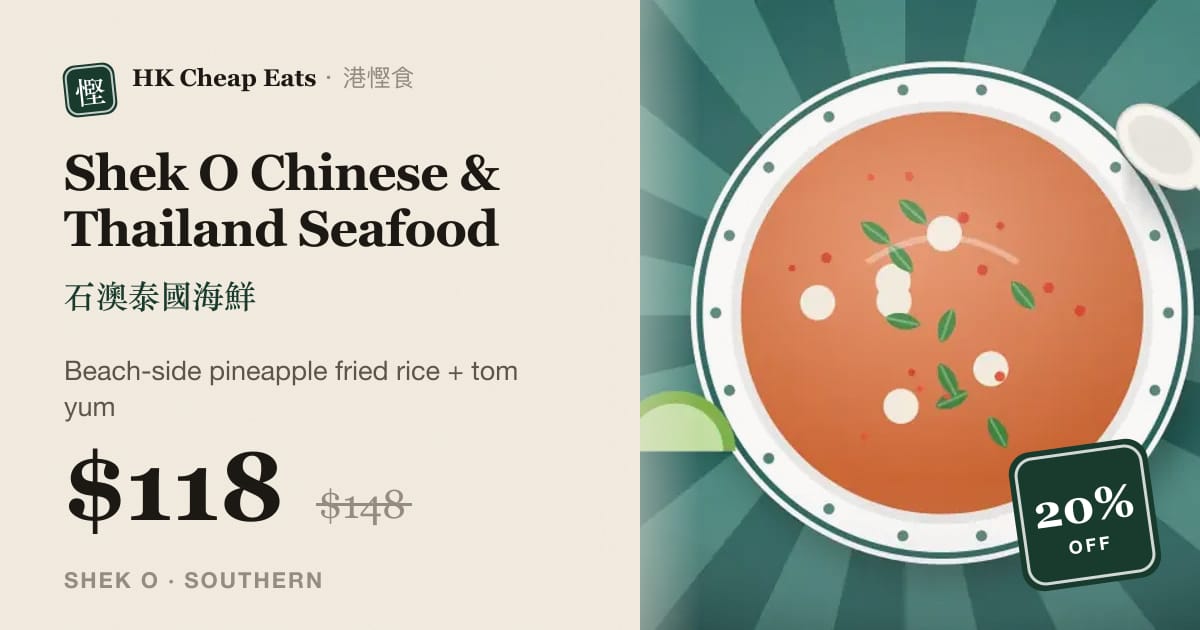 慳
HK Cheap Eats · 港慳食
Shek O Chinese &
Thailand Seafood
石澳泰國海鮮
Beach-side pineapple fried rice + tom
yum
$118 $148
SHEK O · SOUTHERN
20%
OFF